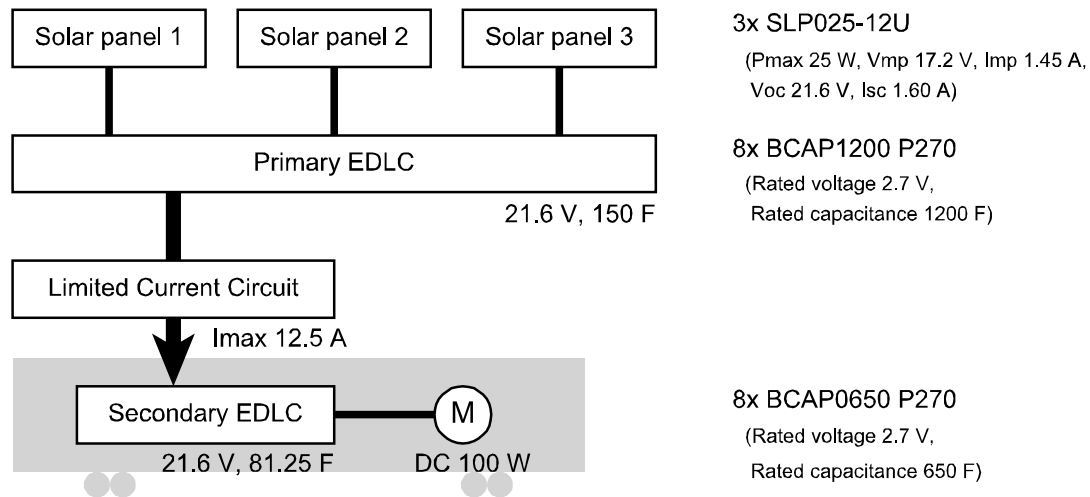 Solar panel 1
Solar panel 2
Solar panel 3
3x SLP025-12U
(Pmax 25 W, Vmp 17.2 V, Imp 1.45 A,
Voc 21.6 V, Isc 1.60 A)
Primary EDLC
21.6 V, 150 F
8x BCAP1200 P270
(Rated voltage 2.7 V,
Rated capacitance 1200 F)
Limited Current Circuit
Imax 12.5 A
Secondary EDLC
M
21.6 V, 81.25 F
DC 100 W
8x BCAP0650 P270
(Rated voltage 2.7 V,
Rated capacitance 650 F)